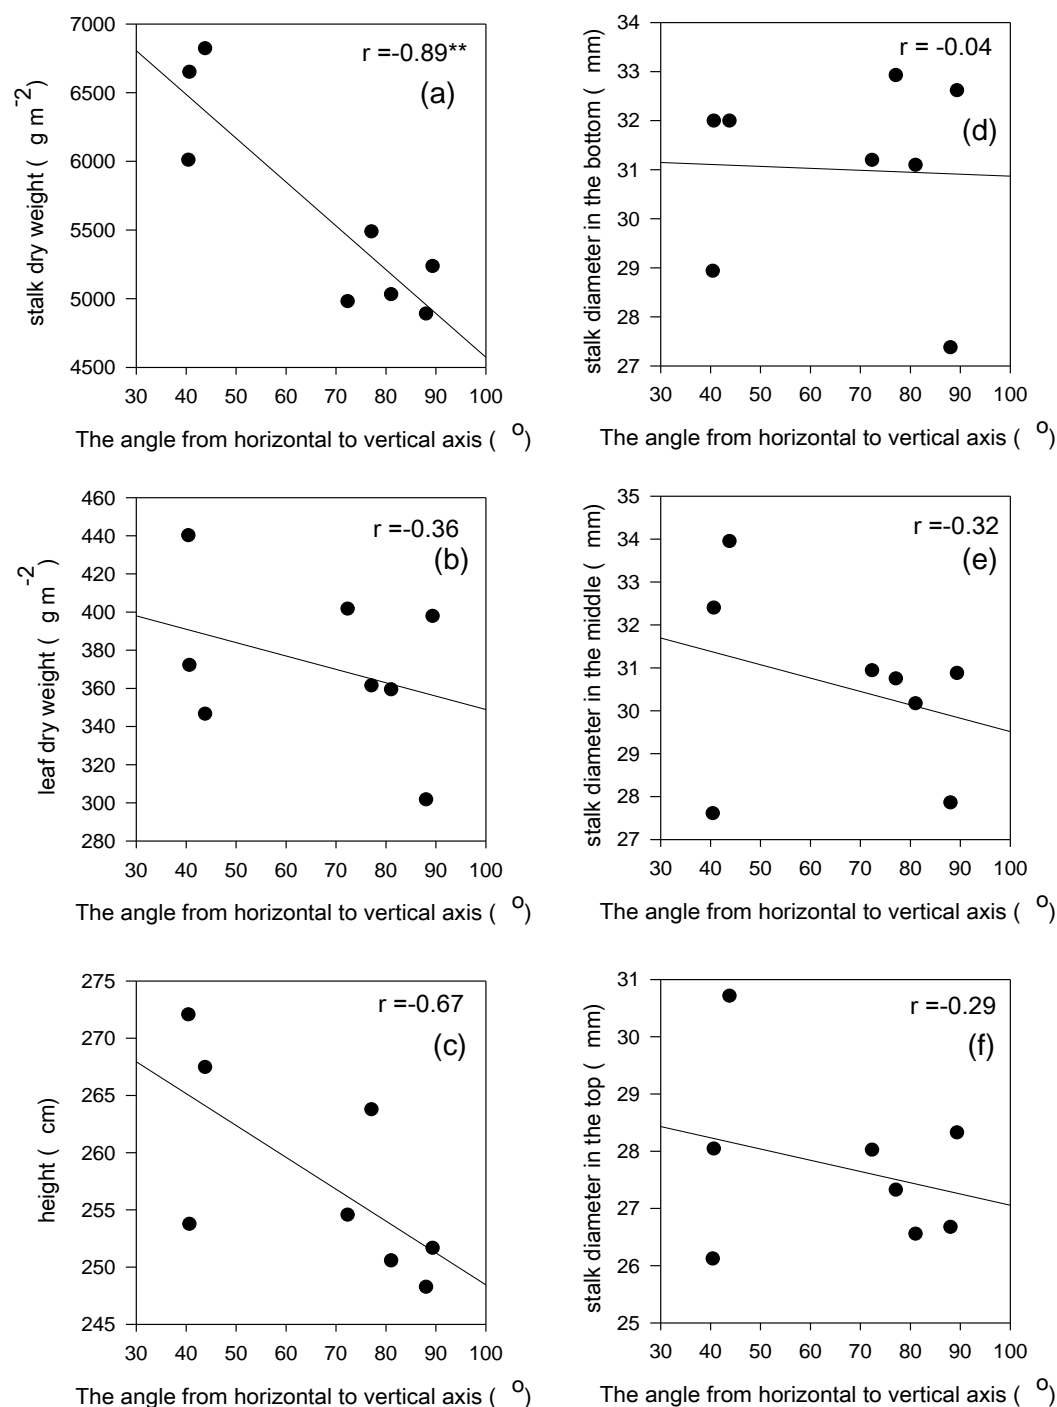 7000
6500
6000
5500
5000
4500
stalk dry weight ( g m-2
r =-0.89**
(a)
30 40 50 60 70 80 90 100
The angle from horizontal to vertical axis ( o)
34
33
32
31
30
29
28
27
stalk diameter in the bottom ( mm)
r = -0.04
(d)
30 40 50 60 70 80 90 100
The angle from horizontal to vertical axis ( o)
460
440
420
400
380
360
340
320
300
280
leaf dry weight ( g m-2)
r =-0.36
(b)
30 40 50 60 70 80 90 100
The angle from horizontal to vertical axis ( o)
35
34
33
32
31
30
29
28
27
stalk diameter in the middle ( mm)
r =-0.32
(e)
30 40 50 60 70 80 90 100
The angle from horizontal to vertical axis ( o)
275
270
265
260
255
250
245
height ( cm)
r =-0.67
(c)
30 40 50 60 70 80 90 100
The angle from horizontal to vertical axis ( o)
31
30
29
28
27
26
25
stalk diameter in the top ( mm)
r =-0.29
(f)
30 40 50 60 70 80 90 100
The angle from horizontal to vertical axis ( o)